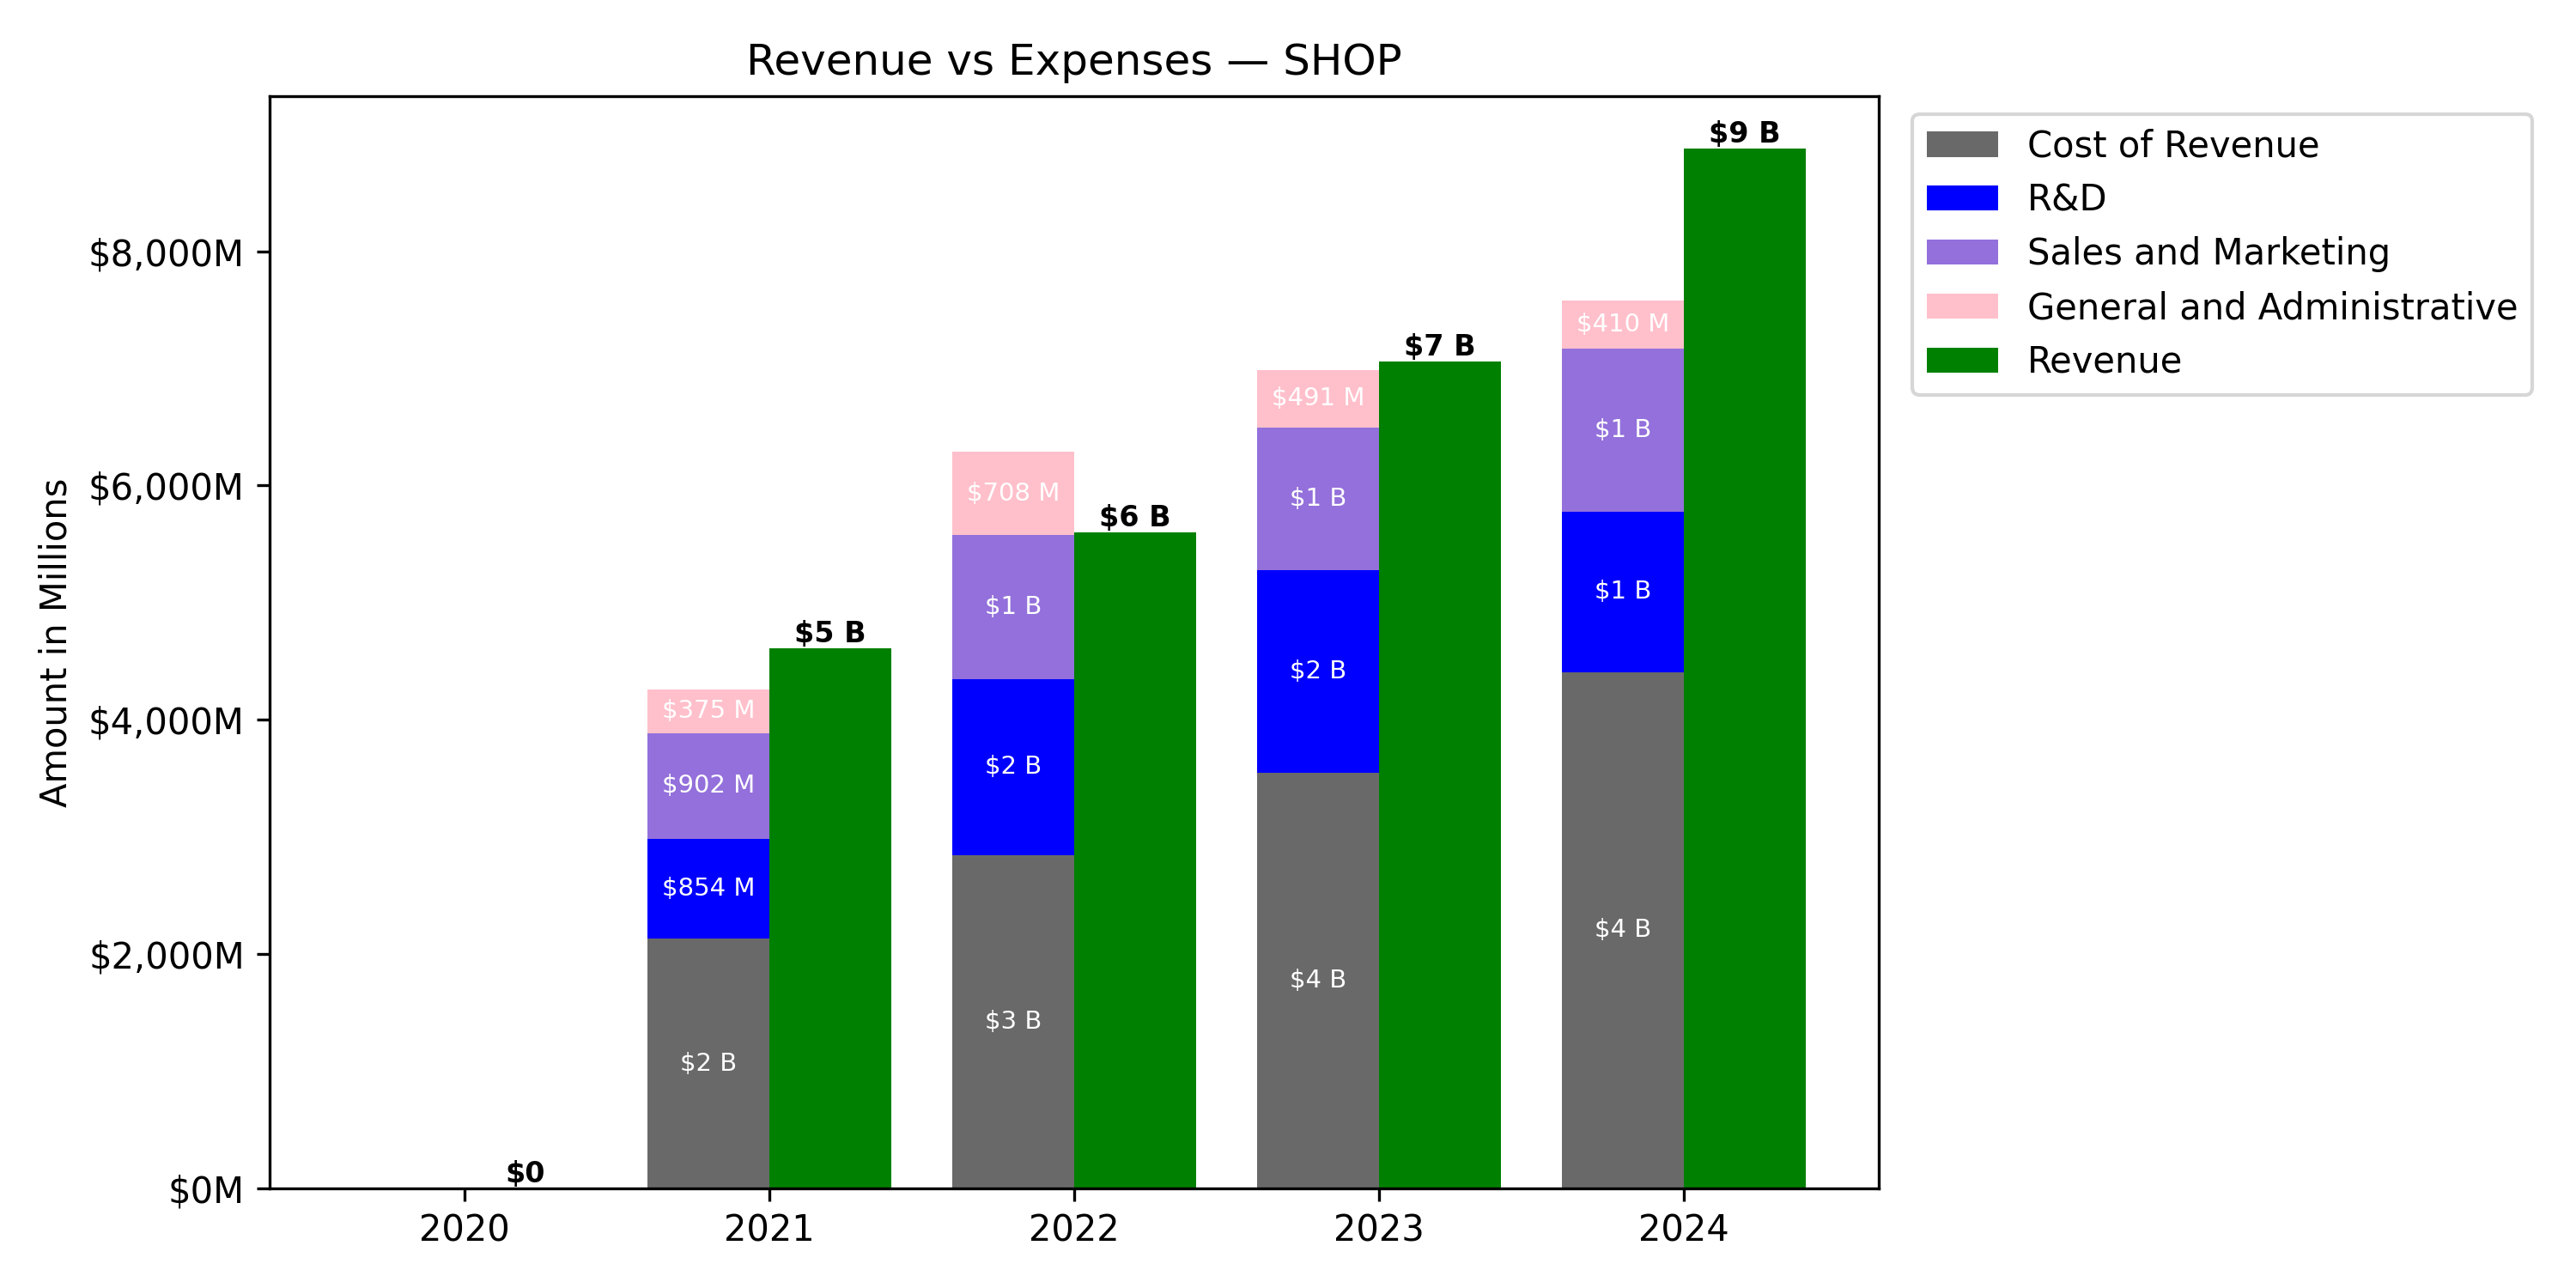 Revenue vs Expenses — SHOP
Amount in Millions
$8,000M
$6,000M
$4,000M
$2,000M
$0M
$0
$375 M
$902 M
$854 M
$2 B
$5 B
$708 M
$1 B
$2 B
$3 B
$6 B
$491 M
$1 B
$2 B
$4 B
$7 B
$410 M
$1 B
$1 B
$4 B
$9 B
2020 2021 2022 2023 2024
Cost of Revenue
R&D
Sales and Marketing
General and Administrative
Revenue